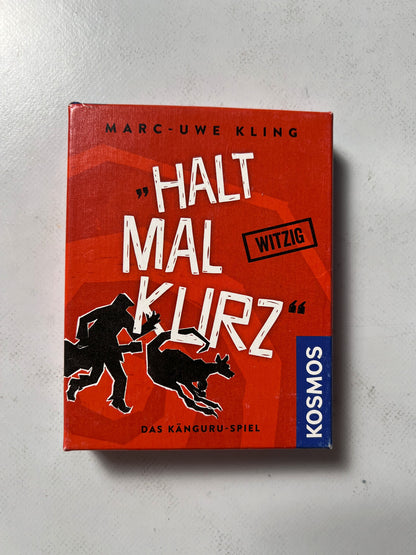 MARC-UWE KLING
„HALT
MAL
KURZ“
WITZIG
DAS KÄNGURU-SPIEL
KOSMOS